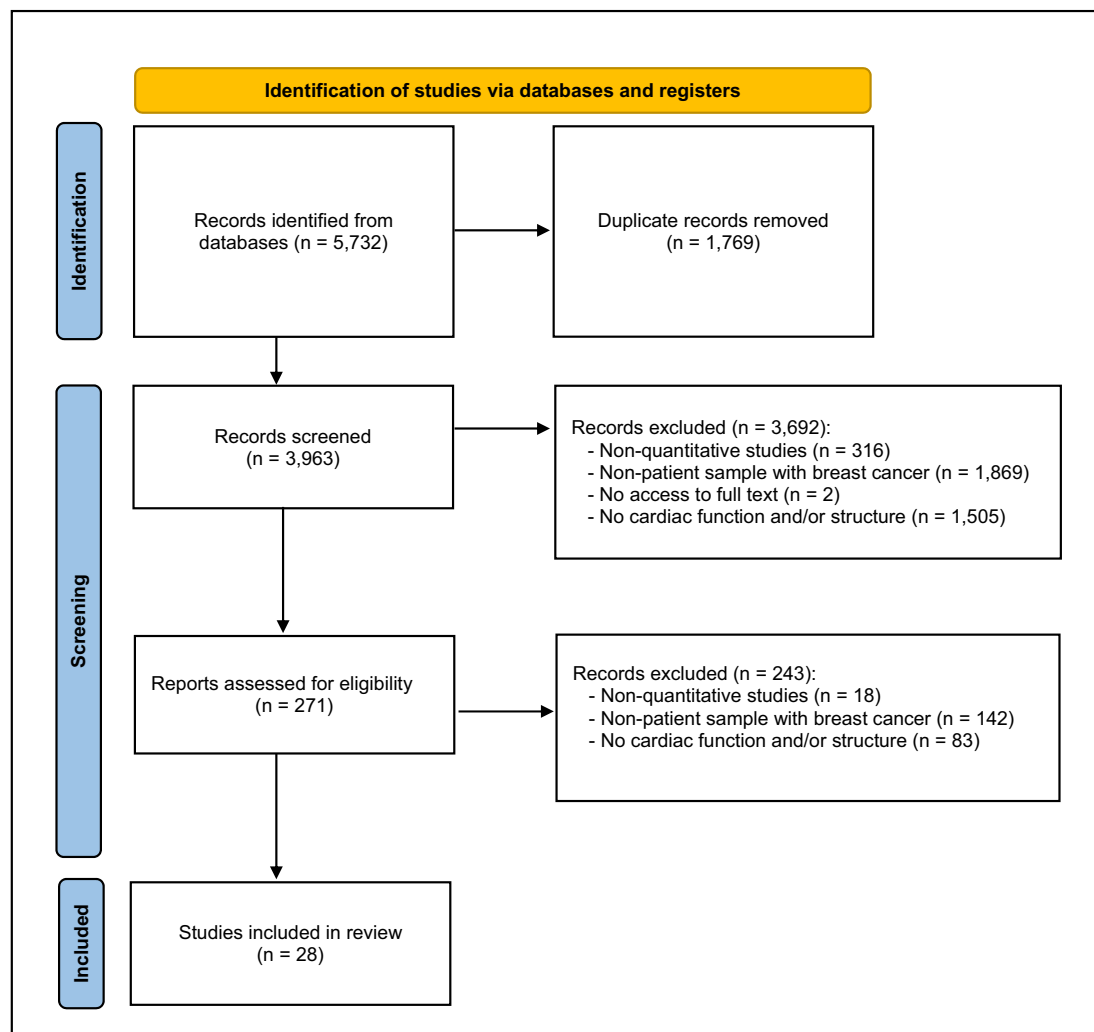 Identification of studies via databases and registers
Identification
Records identified from
databases (n = 5,732)
Duplicate records removed
(n = 1,769)
Screening
Records screened
(n = 3,963)
Records excluded (n = 3,692):
- Non-quantitative studies (n = 316)
- Non-patient sample with breast cancer (n = 1,869)
- No access to full text (n = 2)
- No cardiac function and/or structure (n = 1,505)
Reports assessed for eligibility
(n = 271)
Records excluded (n = 243):
- Non-quantitative studies (n = 18)
- Non-patient sample with breast cancer (n = 142)
- No cardiac function and/or structure (n = 83)
Included
Studies included in review
(n = 28)